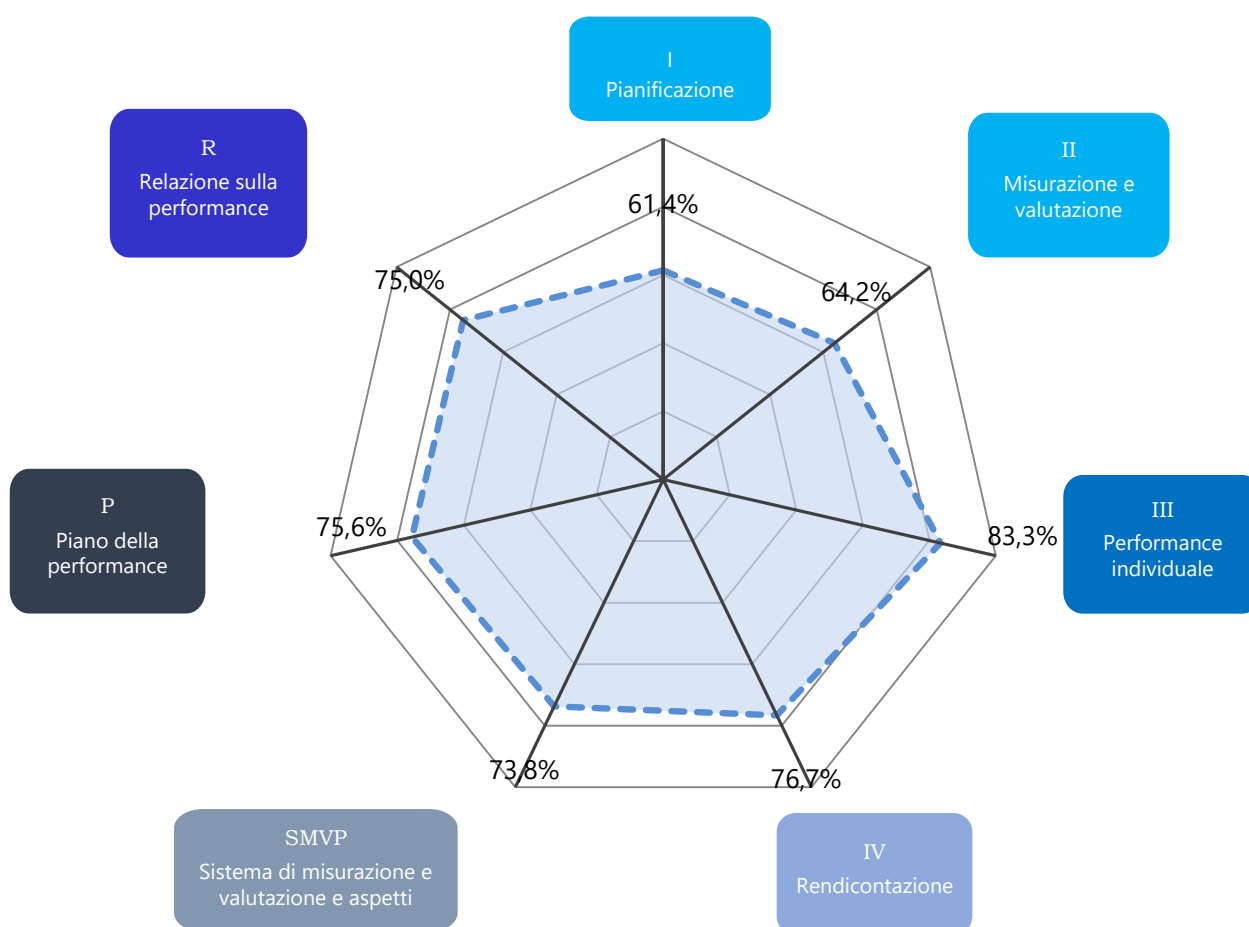 I
Pianificazione
R
Relazione sulla
performance
II
Misurazione e
valutazione
61,4%
75,0%
64,2%
P
Piano della
performance
75,6%
83,3%
III
Performance
individuale
73,8%
76,7%
SMVP
Sistema di misurazione e
valutazione e aspetti
IV
Rendicontazione